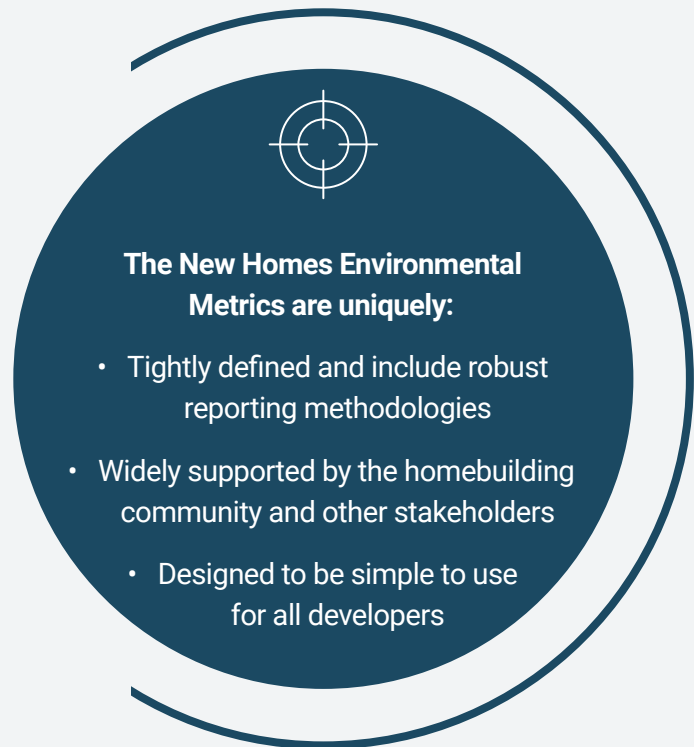 The New Homes Environmental
Metrics are uniquely:
• Tightly defined and include robust
reporting methodologies
• Widely supported by the homebuilding
community and other stakeholders
• Designed to be simple to use
for all developers